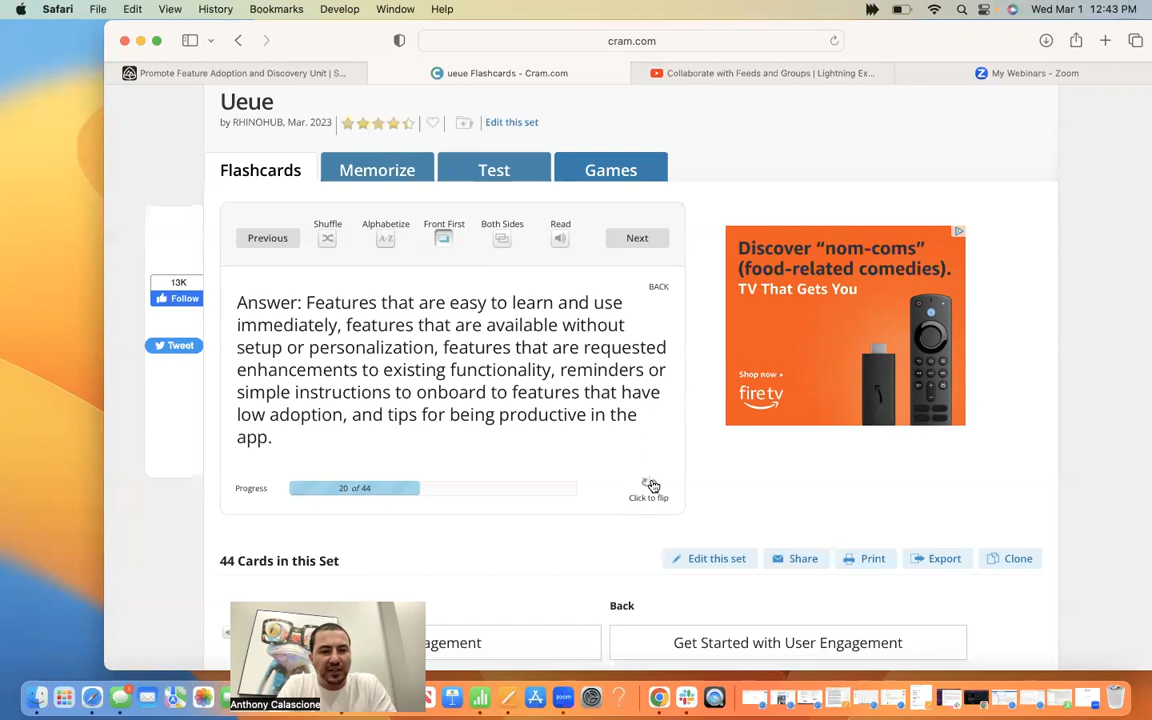 Safari File Edit View History Bookmarks Develop Window Help
Wed Mar 1 12:43 PM
cram.com
Promote Feature Adoption and Discovery Unit | S...
ueue Flashcards - Cram.com
Collaborate with Feeds and Groups | Lightning Ex...
My Webinars - Zoom
Ueue
by RHINOHUB, Mar. 2023
Edit this set
Flashcards
Memorize
Test
Games
Previous
Shuffle
Alphabetize
A-Z
Front First
Both Sides
Read
Next
13K
Follow
Tweet
BACK
Answer: Features that are easy to learn and use
immediately, features that are available without
setup or personalization, features that are requested
enhancements to existing functionality, reminders or
simple instructions to onboard to features that have
low adoption, and tips for being productive in the
app.
Progress
20 of 44
Click to flip
Discover “nom-coms”
(food-related comedies).
TV That Gets You
Shop now
fire tv
44 Cards in this Set
Edit this set
Share
Print
Export
Clone
Back
agement
Get Started with User Engagement
Anthony Calascione
zoom